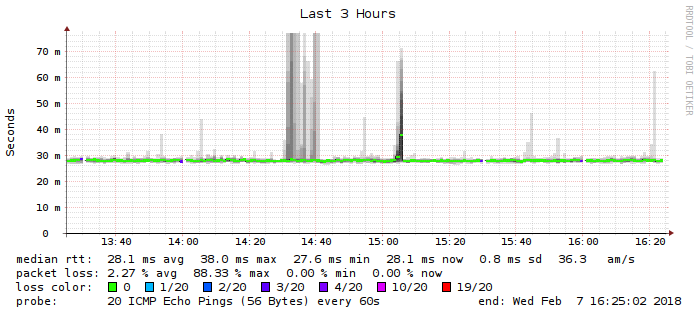 Last 3 Hours
RRDTOOL / TOBI OETIKER
Seconds
70 m
60 m
50 m
40 m
30 m
20 m
10 m
0
13:40 14:00 14:20 14:40 15:00 15:20 15:40 16:00 16:20
median rtt: 28.1 ms avg 38.0 ms max 27.6 ms min 28.1 ms now 0.8 ms sd 36.3 am/s
packet loss: 2.27 % avg 88.33 % max 0.00 % min 0.00 % now
loss color: 0 1/20 2/20 3/20 4/20 10/20 19/20
probe: 20 ICMP Echo Pings (56 Bytes) every 60s end: Wed Feb 7 16:25:02 2018